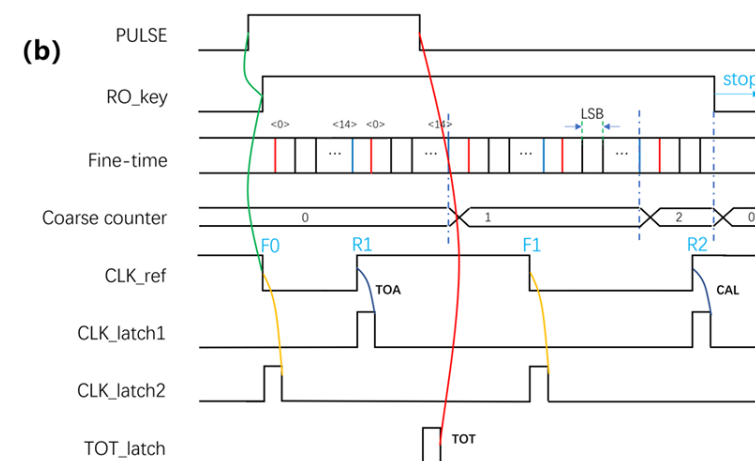 (b)
PULSE
RO_key
stop
<0>
<14>
<0>
<14>
LSB
Fine-time
...
...
...
...
Coarse counter
0
1
2
0
F0
R1
F1
R2
CLK_ref
TOA
CAL
CLK_latch1
CLK_latch2
TOT_latch
TOT